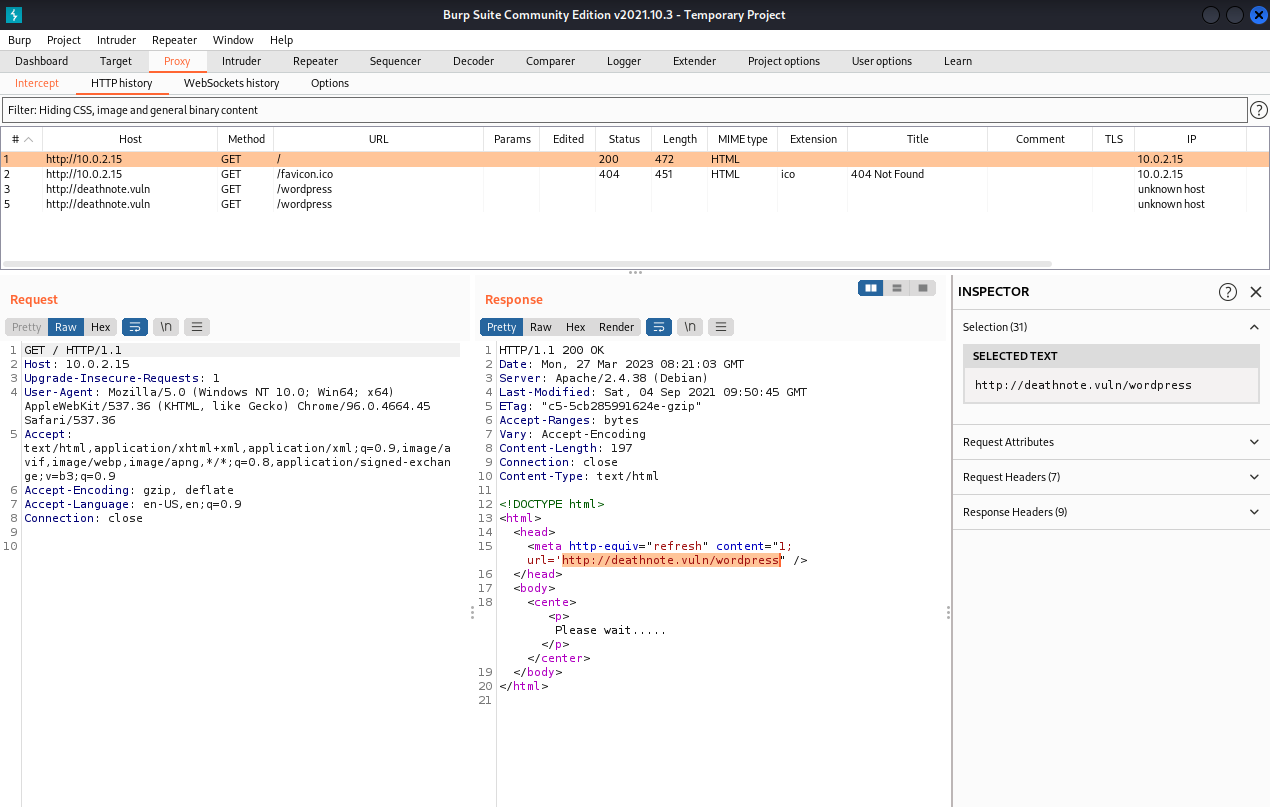 Burp Suite Community Edition v2021.10.3 - Temporary Project
Burp Project Intruder Repeater Window Help
Dashboard Target Proxy Intruder Repeater Sequencer Decoder Comparer Logger Extender Project options User options Learn
Intercept HTTP history WebSockets history Options
Filter: Hiding CSS, image and general binary content ?
# Host Method URL Params Edited Status Length MIME type Extension Title Comment TLS IP
1 http://10.0.2.15 GET / 200 472 HTML 10.0.2.15
2 http://10.0.2.15 GET /favicon.ico 404 451 HTML ico 404 Not Found 10.0.2.15
3 http://deathnote.vuln GET /wordpress unknown host
5 http://deathnote.vuln GET /wordpress unknown host
Request
Pretty Raw Hex \n
1 GET / HTTP/1.1
2 Host: 10.0.2.15
3 Upgrade-Insecure-Requests: 1
4 User-Agent: Mozilla/5.0 (Windows NT 10.0; Win64; x64)
AppleWebKit/537.36 (KHTML, like Gecko) Chrome/96.0.4664.45
Safari/537.36
5 Accept:
text/html,application/xhtml+xml,application/xml;q=0.9,image/a
vif,image/webp,image/apng,*/*;q=0.8,application/signed-exchan
ge;v=b3;q=0.9
6 Accept-Encoding: gzip, deflate
7 Accept-Language: en-US,en;q=0.9
8 Connection: close
9
10
Response
Pretty Raw Hex Render \n
1 HTTP/1.1 200 OK
2 Date: Mon, 27 Mar 2023 08:21:03 GMT
3 Server: Apache/2.4.38 (Debian)
4 Last-Modified: Sat, 04 Sep 2021 09:50:45 GMT
5 ETag: "c5-5cb285991624e-gzip"
6 Accept-Ranges: bytes
7 Vary: Accept-Encoding
8 Content-Length: 197
9 Connection: close
10 Content-Type: text/html
11
12 <!DOCTYPE html>
13 <html>
14 <head>
15 <meta http-equiv="refresh" content="1;
url='http://deathnote.vuln/wordpress" />
16 </head>
17 <body>
18 <cente>
<p>
Please wait.....
</p>
</center>
19 </body>
20 </html>
21
INSPECTOR ?
Selection (31)
SELECTED TEXT
http://deathnote.vuln/wordpress
Request Attributes
Request Headers (7)
Response Headers (9)